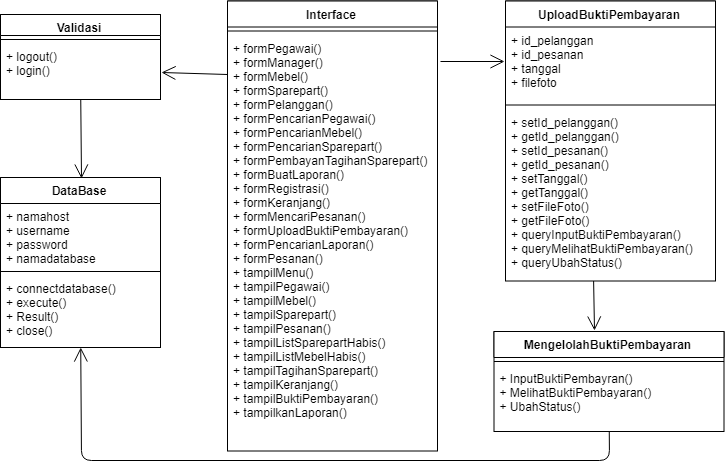 Validasi
+ logout()
+ login()
DataBase
+ namahost
+ username
+ password
+ namadatabase
+ connectdatabase()
+ execute()
+ Result()
+ close()
Interface
+ formPegawai()
+ formManager()
+ formMebel()
+ formSparepart()
+ formPelanggan()
+ formPencarianPegawai()
+ formPencarianMebel()
+ formPencarianSparepart()
+ formPembayanTagihanSparepart()
+ formBuatLaporan()
+ formRegistrasi()
+ formKeranjang()
+ formMencariPesanan()
+ formUploadBuktiPembayaran()
+ formPencarianLaporan()
+ formPesanan()
+ tampilMenu()
+ tampilPegawai()
+ tampilMebel()
+ tampilSparepart()
+ tampilPesanan()
+ tampilListSparepartHabis()
+ tampilListMebelHabis()
+ tampilTagihanSparepart()
+ tampilKeranjang()
+ tampilBuktiPembayaran()
+ tampilkanLaporan()
UploadBuktiPembayaran
+ id_pelanggan
+ id_pesanan
+ tanggal
+ filefoto
+ setId_pelanggan()
+ getId_pelanggan()
+ setId_pesanan()
+ getId_pesanan()
+ setTanggal()
+ getTanggal()
+ setFileFoto()
+ getFileFoto()
+ queryInputBuktiPembayaran()
+ queryMelihatBuktiPembayaran()
+ queryUbahStatus()
MengelolahBuktiPembayaran
+ InputBuktiPembayran()
+ MelihatBuktiPembayaran()
+ UbahStatus()